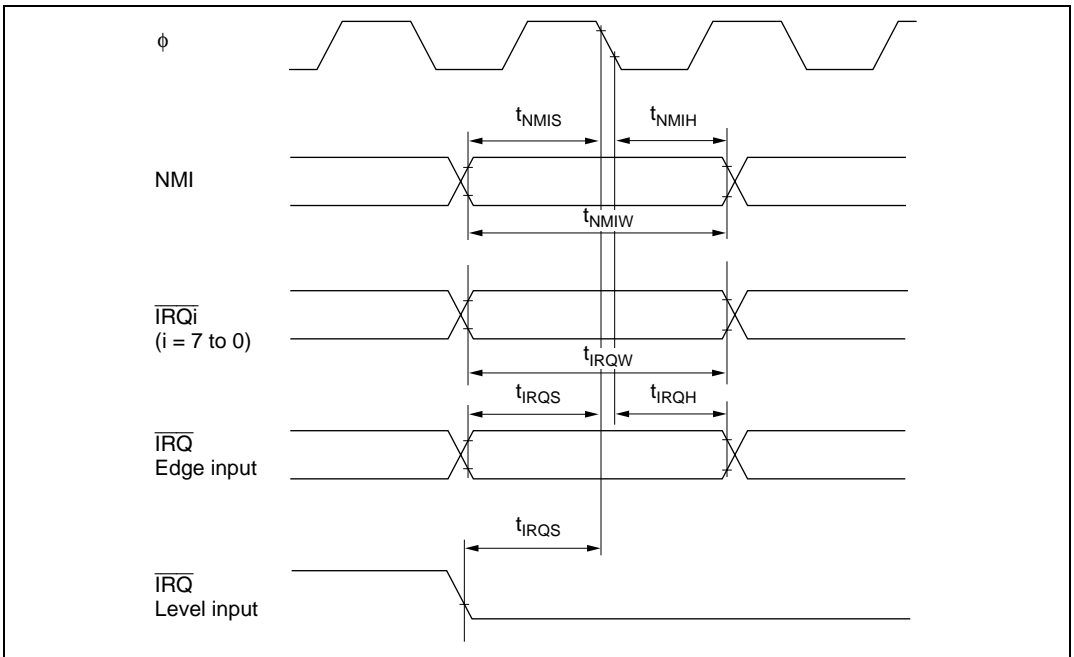 ϕ
tNMIS
tNMIH
NMI
tNMIW
IRQi
(i = 7 to 0)
tIRQW
tIRQS
tIRQH
IRQ
Edge input
tIRQS
IRQ
Level input